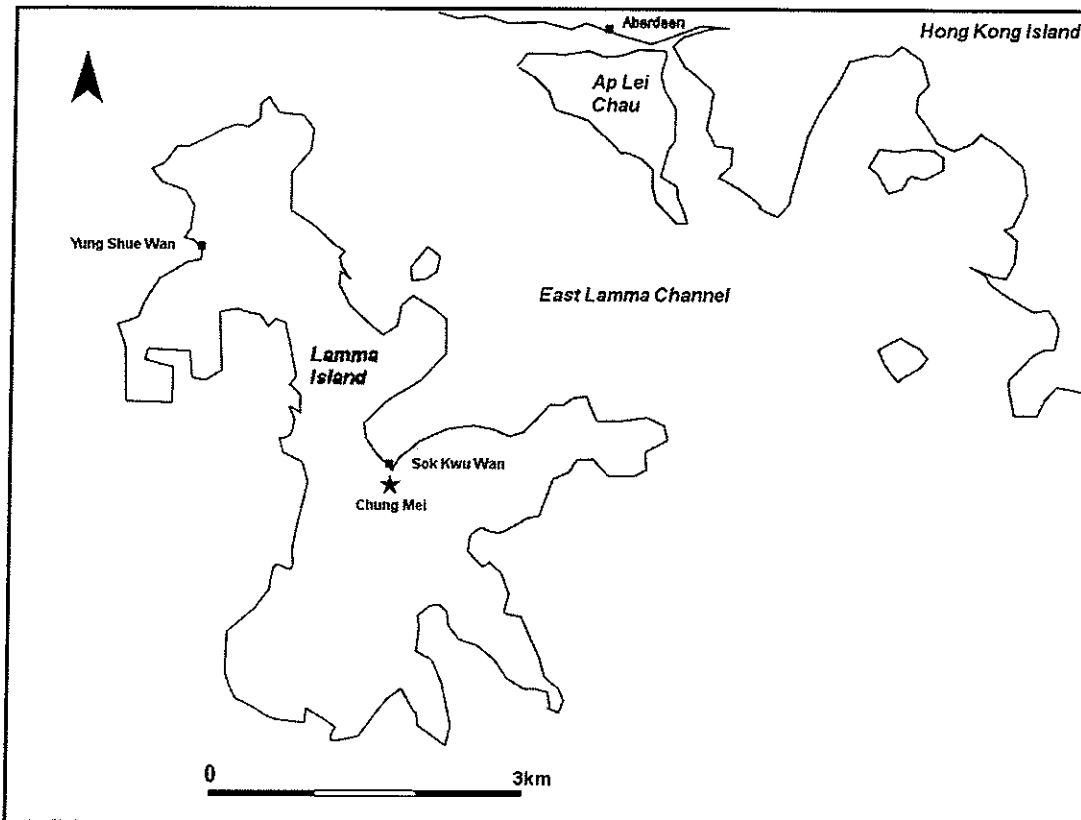 Aberdeen
Hong Kong Island
Ap Lei
Chau
Yung Shue Wan
East Lamma Channel
Lamma
Island
Sok Kwu Wan
Chung Mei
0
3km